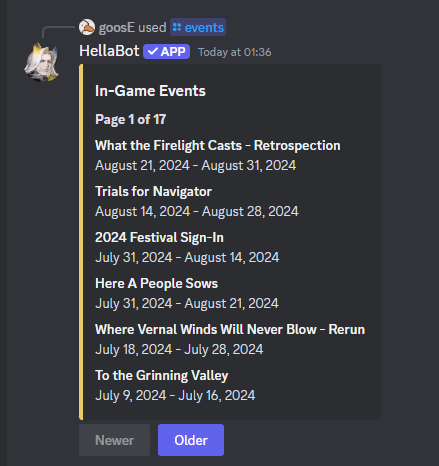 goosE used events
HellaBot APP Today at 01:36
In-Game Events
Page 1 of 17
What the Firelight Casts - Retrospection
August 21, 2024 - August 31, 2024
Trials for Navigator
August 14, 2024 - August 28, 2024
2024 Festival Sign-In
July 31, 2024 - August 14, 2024
Here A People Sows
July 31, 2024 - August 21, 2024
Where Vernal Winds Will Never Blow - Rerun
July 18, 2024 - July 28, 2024
To the Grinning Valley
July 9, 2024 - July 16, 2024
Newer Older